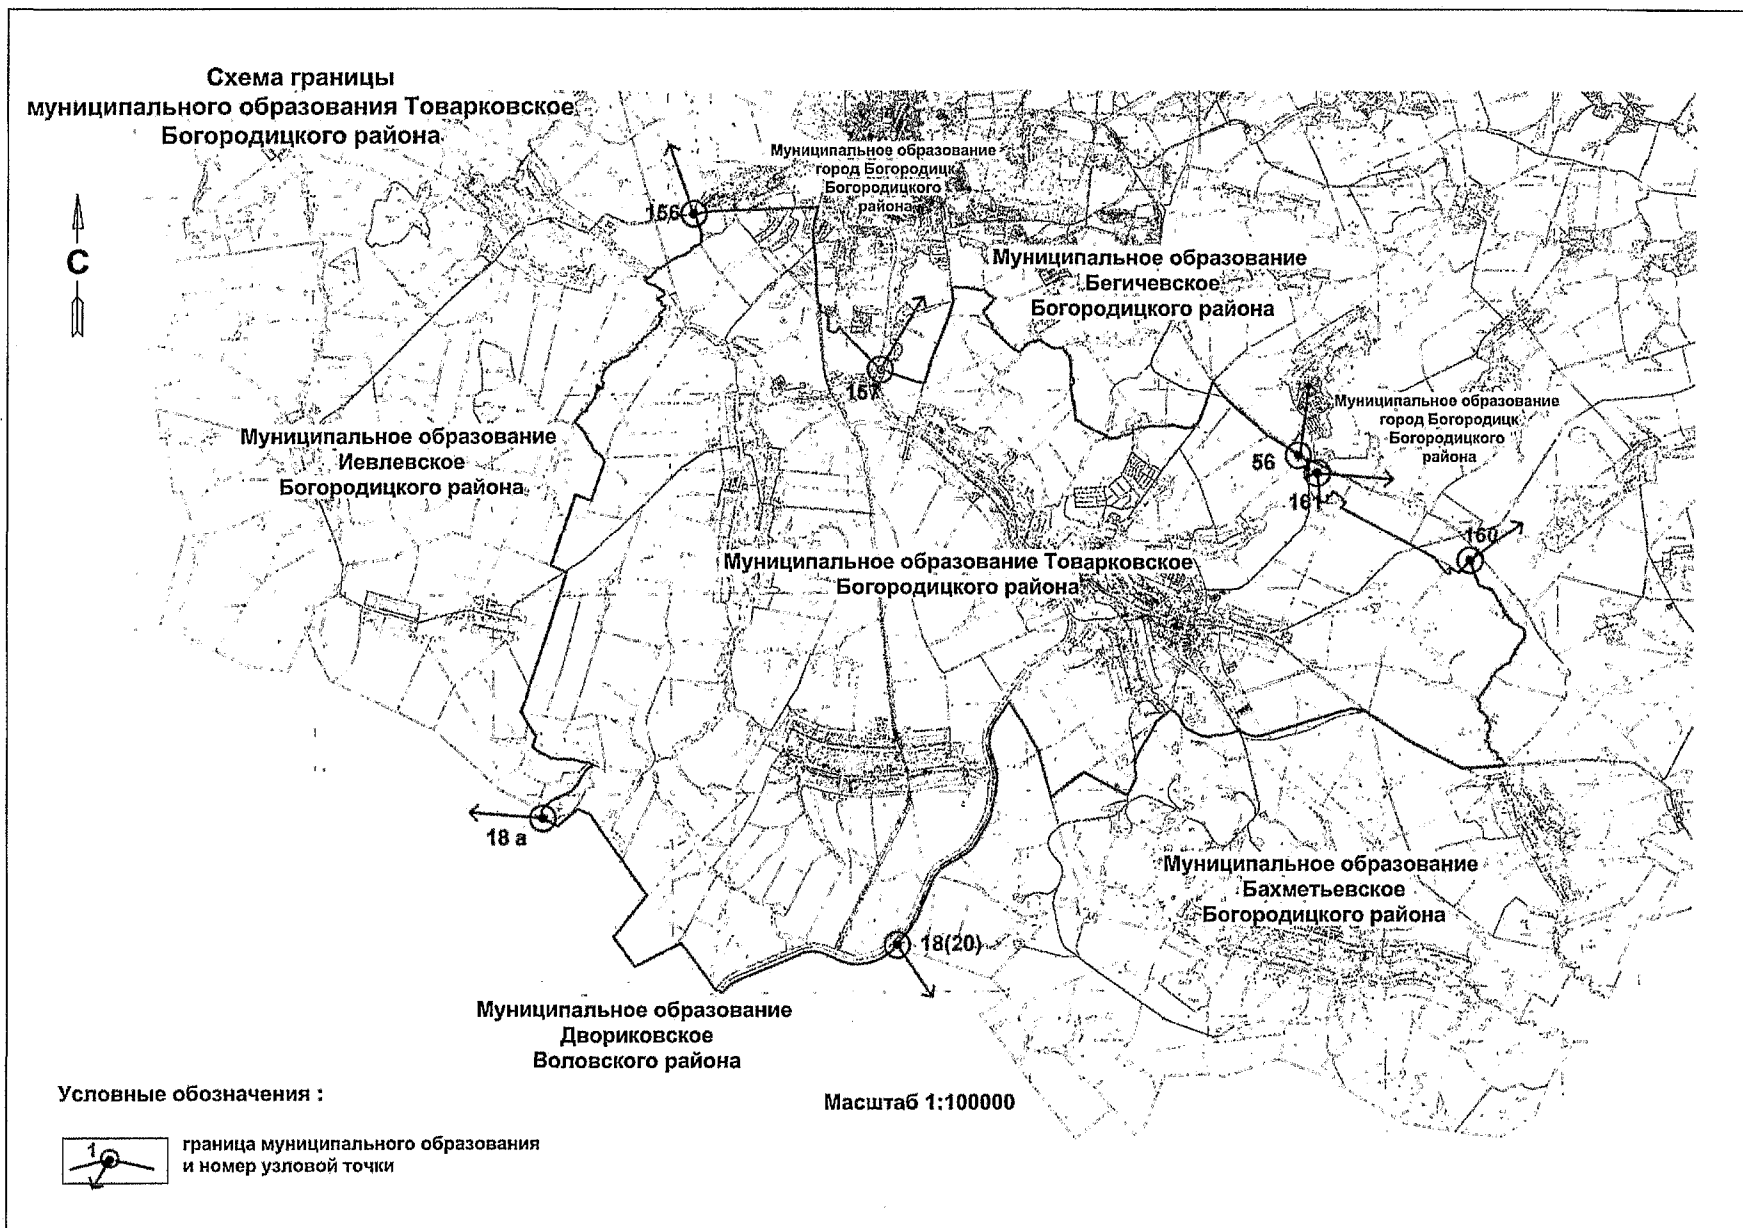 Схема границы
муниципального образования Товарковское
Богородицкого района
С
Муниципальное образование
город Богородицк
Богородицкого
района
156
Муниципальное образование
Бегичевское
Богородицкого района
157
Муниципальное образование
город Богородицк
Богородицкого
района
Муниципальное образование
Иевлевское
Богородицкого района
56
161
160
Муниципальное образование Товарковское
Богородицкого района
18 а
Муниципальное образование
Бахметьевское
Богородицкого района
18(20)
Муниципальное образование
Двориковское
Воловского района
Условные обозначения :
Масштаб 1:100000
1
граница муниципального образования
и номер узловой точки